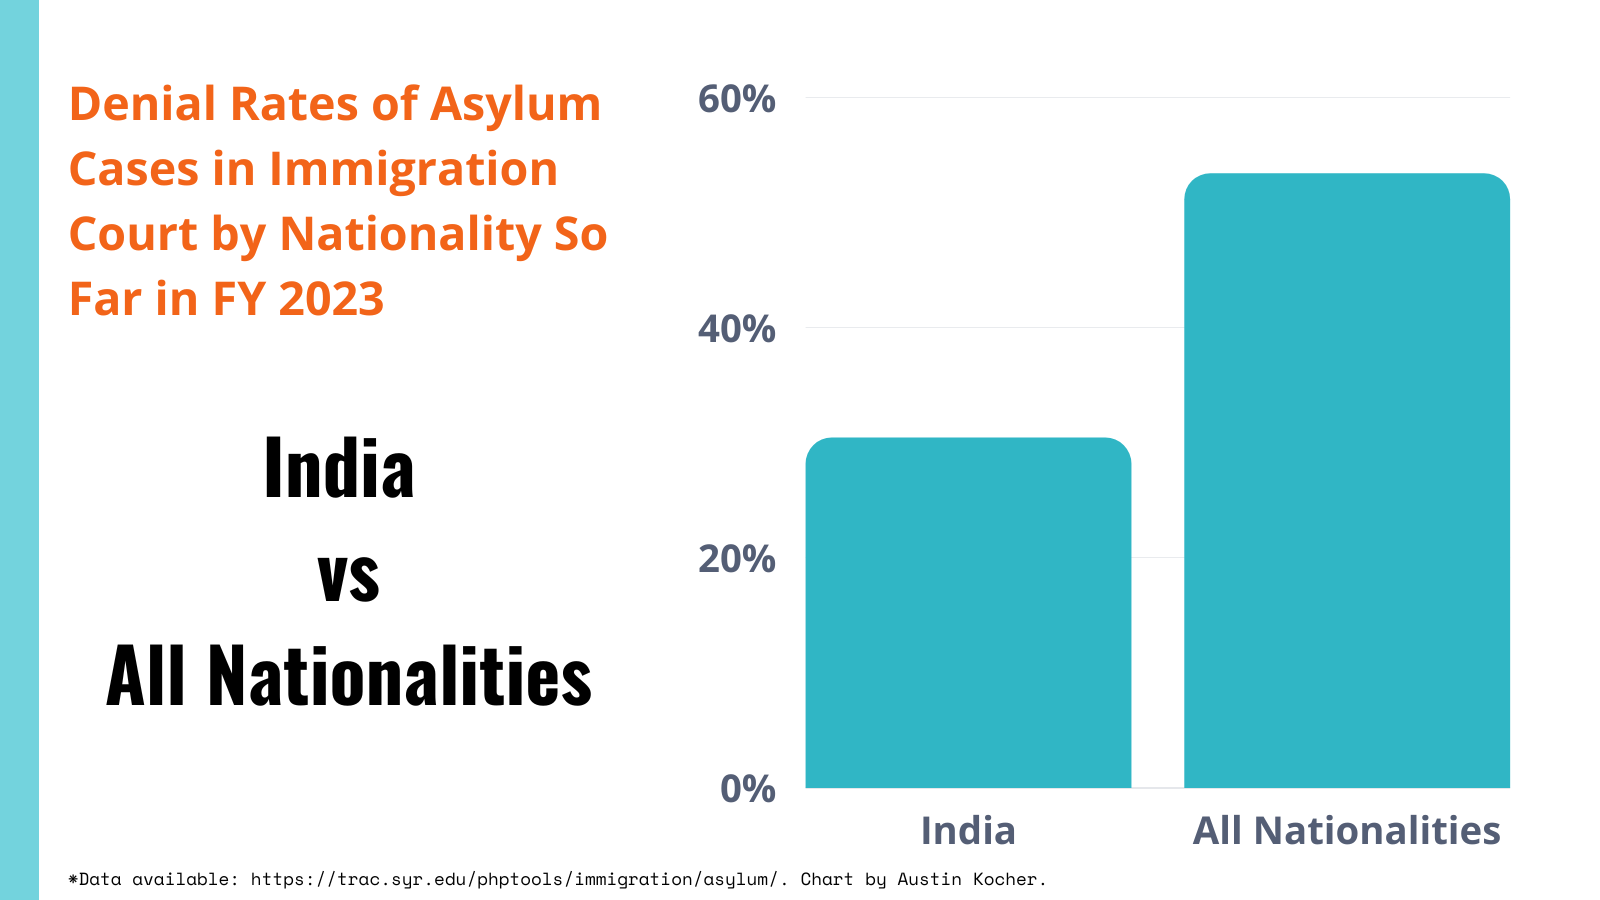 Denial Rates of Asylum
Cases in Immigration
Court by Nationality So
Far in FY 2023
India
vs
All Nationalities
60%
40%
20%
0%
India
All Nationalities
*Data available: https://trac.syr.edu/phptools/immigration/asylum/. Chart by Austin Kocher.